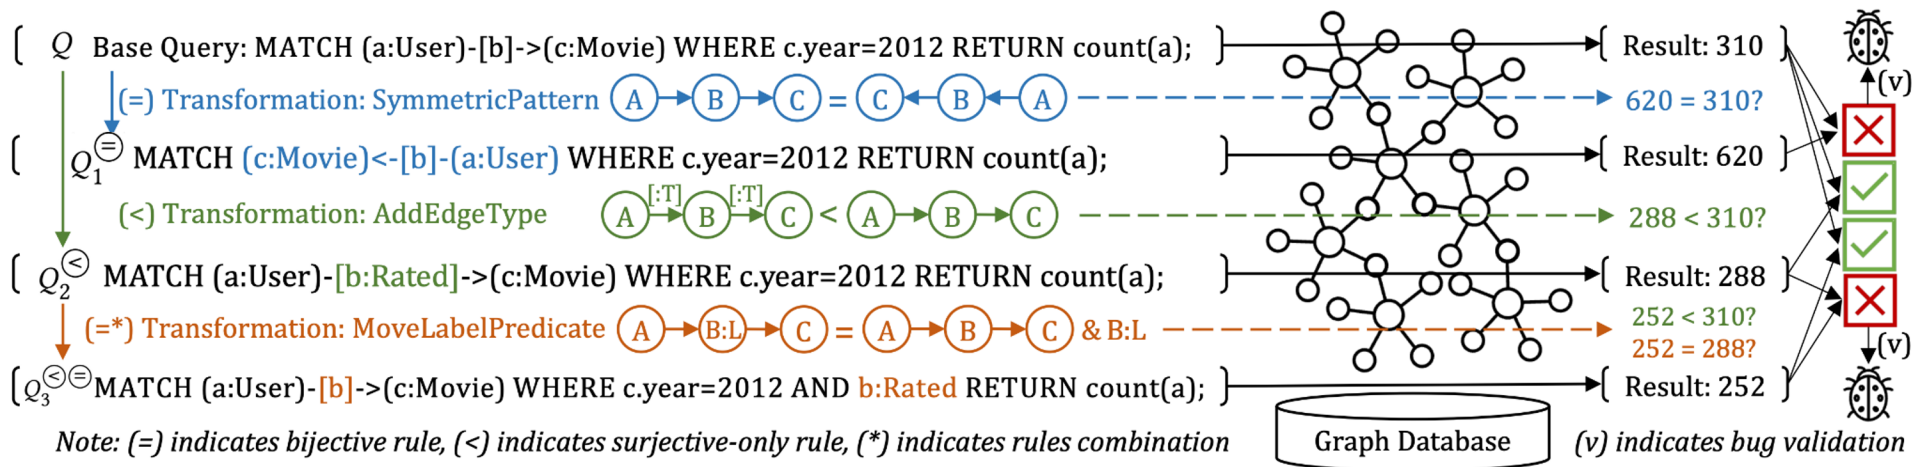 Q Base Query: MATCH (a:User)-[b]->(c:Movie) WHERE c.year=2012 RETURN count(a); Result: 310
(v)
(=) Transformation: SymmetricPattern A B C = C B A 620 = 310?
Q₁⊜ MATCH (c:Movie)<-[b]-(a:User) WHERE c.year=2012 RETURN count(a); Result: 620
[:T] [:T]
(<) Transformation: AddEdgeType A B C < A B C 288 < 310?
Q₂(<) MATCH (a:User)-[b:Rated]->(c:Movie) WHERE c.year=2012 RETURN count(a); Result: 288
252 < 310?
(=*) Transformation: MoveLabelPredicate A B:L C = A B C & B:L
252 = 288?
(v)
Q₃(<)(=) MATCH (a:User)-[b]->(c:Movie) WHERE c.year=2012 AND b:Rated RETURN count(a); Result: 252
Note: (=) indicates bijective rule, (<) indicates surjective-only rule, (*) indicates rules combination
Graph Database
(v) indicates bug validation